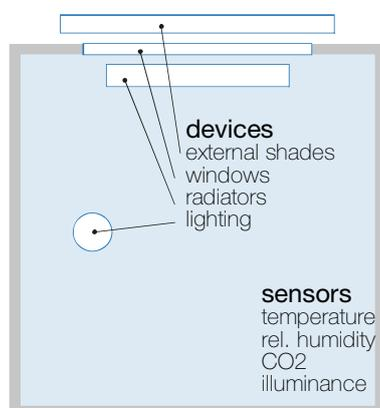 devices
external shades
windows
radiators
lighting
sensors
temperature
rel. humidity
CO2
illuminance